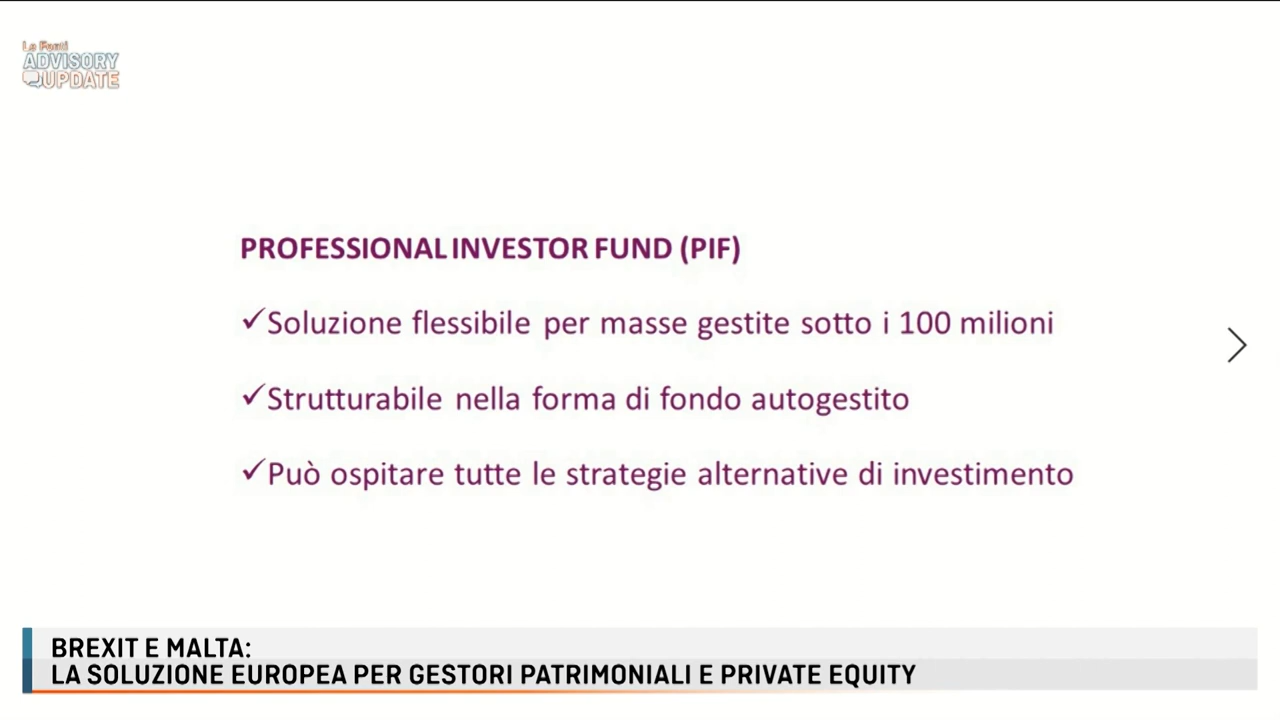 Le Fonti
ADVISORY
UPDATE
PROFESSIONAL INVESTOR FUND (PIF)
✓Soluzione flessibile per masse gestite sotto i 100 milioni
✓Strutturabile nella forma di fondo autogestito
✓Può ospitare tutte le strategie alternative di investimento
BREXIT E MALTA:
LA SOLUZIONE EUROPEA PER GESTORI PATRIMONIALI E PRIVATE EQUITY